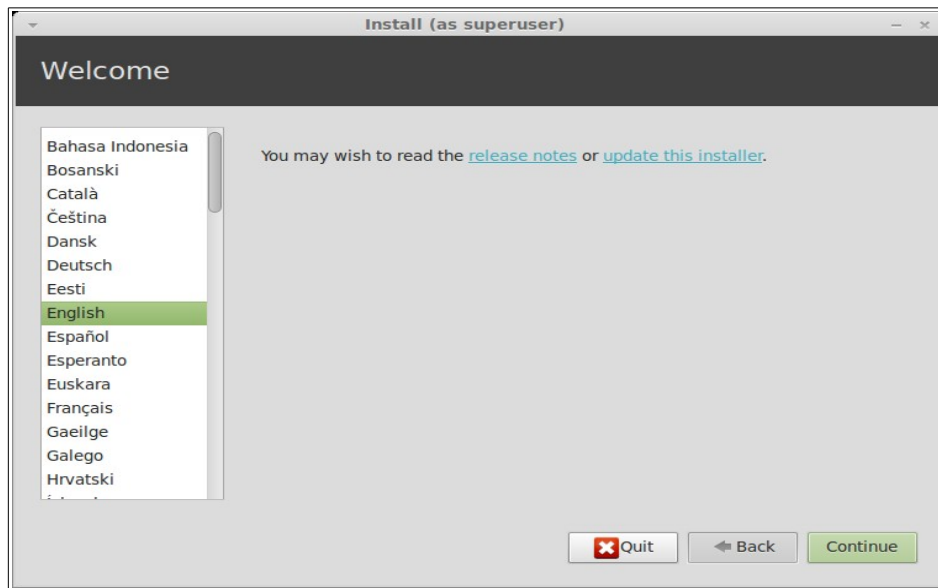 Install (as superuser)
Welcome
Bahasa Indonesia
Bosanski
Català
Čeština
Dansk
Deutsch
Eesti
English
Español
Esperanto
Euskara
Français
Gaeilge
Galego
Hrvatski
You may wish to read the release notes or update this installer.
Quit
Back
Continue